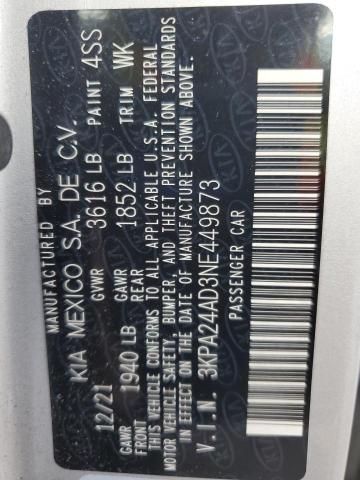 MANUFACTURED BY
KIA MEXICO S.A. DE C.V.
12/21 GVWR 3616 LB PAINT 4SS
GAWR FRONT 1940 LB GAWR REAR 1852 LB TRIM WK
THIS VEHICLE CONFORMS TO ALL APPLICABLE U.S.A. FEDERAL
MOTOR VEHICLE SAFETY, BUMPER, AND THEFT PREVENTION STANDARDS
IN EFFECT ON THE DATE OF MANUFACTURE SHOWN ABOVE.
V.I.N. 3KPA24AD3NE449873
PASSENGER CAR